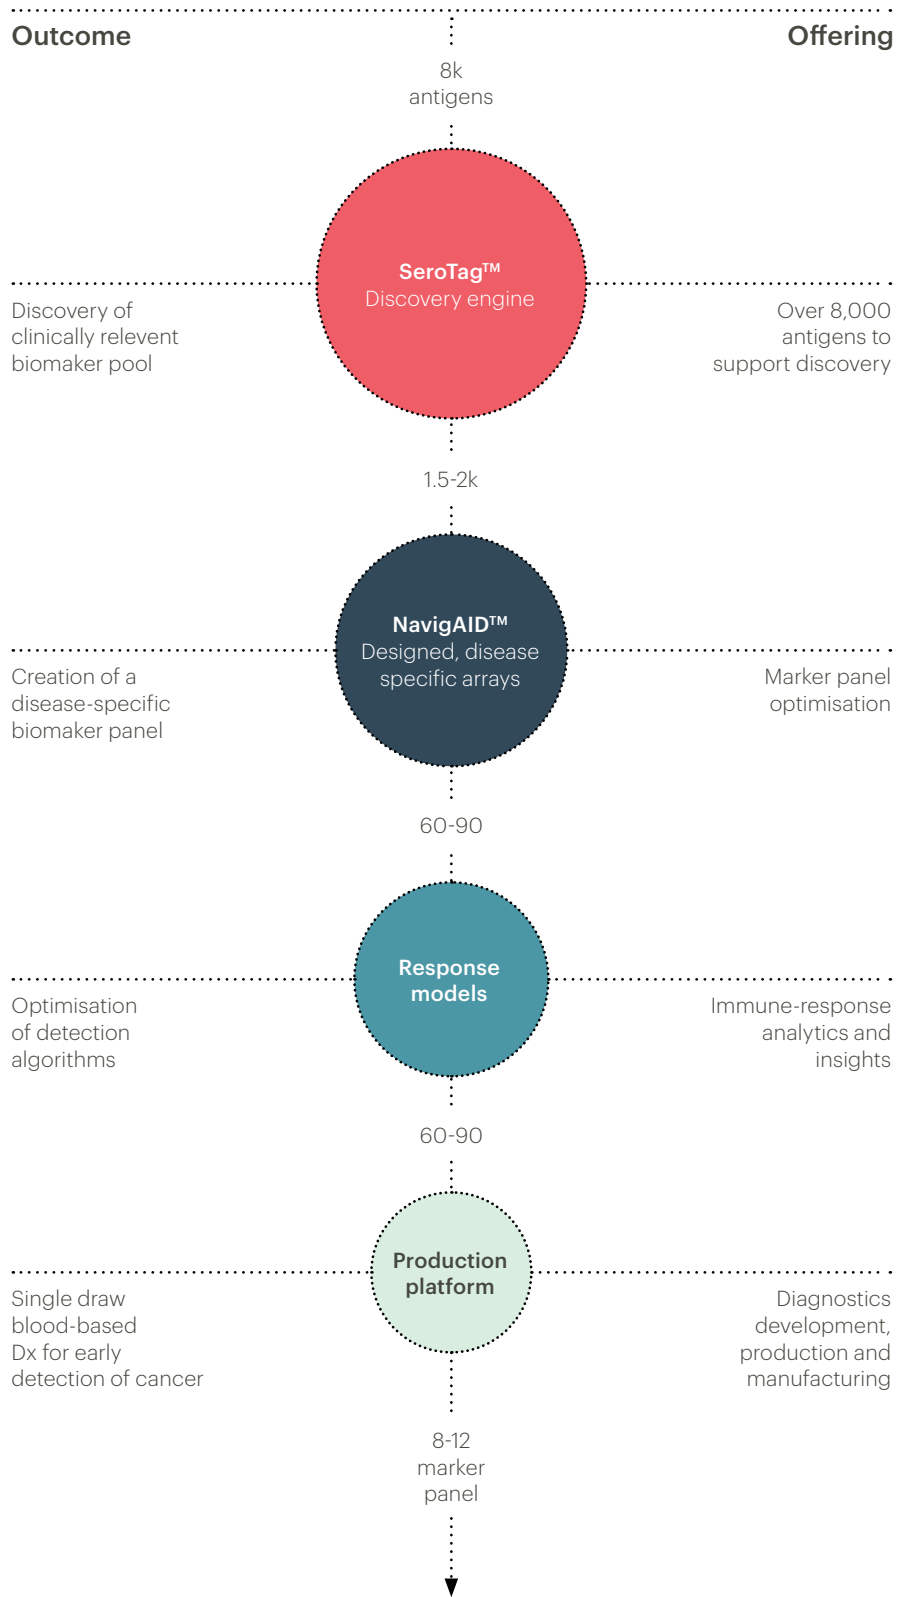 Outcome
Offering
8k
antigens
SeroTag™
Discovery engine
Discovery of
clinically relevent
biomaker pool
Over 8,000
antigens to
support discovery
1.5-2k
NavigAID™
Designed, disease
specific arrays
Creation of a
disease-specific
biomaker panel
Marker panel
optimisation
60-90
Response
models
Optimisation
of detection
algorithms
Immune-response
analytics and
insights
60-90
Production
platform
Single draw
blood-based
Dx for early
detection of cancer
Diagnostics
development,
production and
manufacturing
8-12
marker
panel